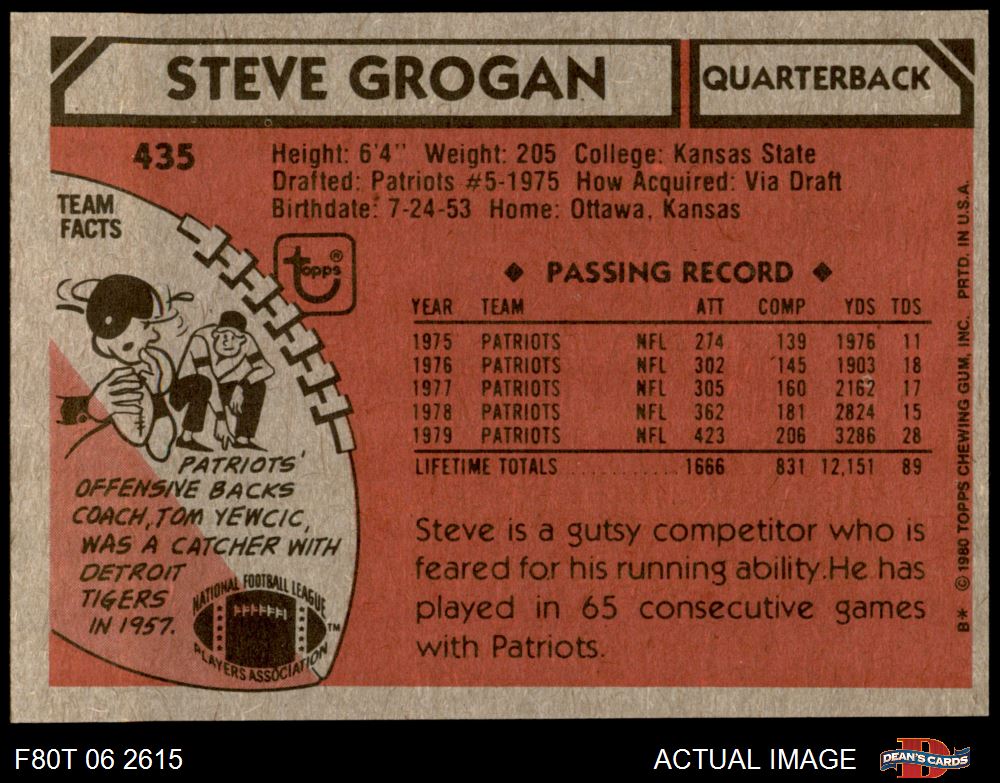 STEVE GROGAN
QUARTERBACK
435
Height: 6'4" Weight: 205 College: Kansas State
Drafted: Patriots #5-1975 How Acquired: Via Draft
Birthdate: 7-24-53 Home: Ottawa, Kansas
TEAM
FACTS
topps®
PATRIOTS'
OFFENSIVE BACKS
COACH, TOM YEWCIC,
WAS A CATCHER WITH
DETROIT
TIGERS
IN 1957.
NATIONAL FOOTBALL LEAGUE
PLAYERS ASSOCIATION
TM
◆ PASSING RECORD ◆
YEAR TEAM ATT COMP YDS TDS
1975 PATRIOTS NFL 274 139 1976 11
1976 PATRIOTS NFL 302 145 1903 18
1977 PATRIOTS NFL 305 160 2162 17
1978 PATRIOTS NFL 362 181 2824 15
1979 PATRIOTS NFL 423 206 3286 28
LIFETIME TOTALS ............ 1666 831 12,151 89
Steve is a gutsy competitor who is
feared for his running ability. He has
played in 65 consecutive games
with Patriots.
B* © 1980 TOPPS CHEWING GUM, INC. PRTD. IN U.S.A.
F80T 06 2615
ACTUAL IMAGE
DEAN'S CARDS